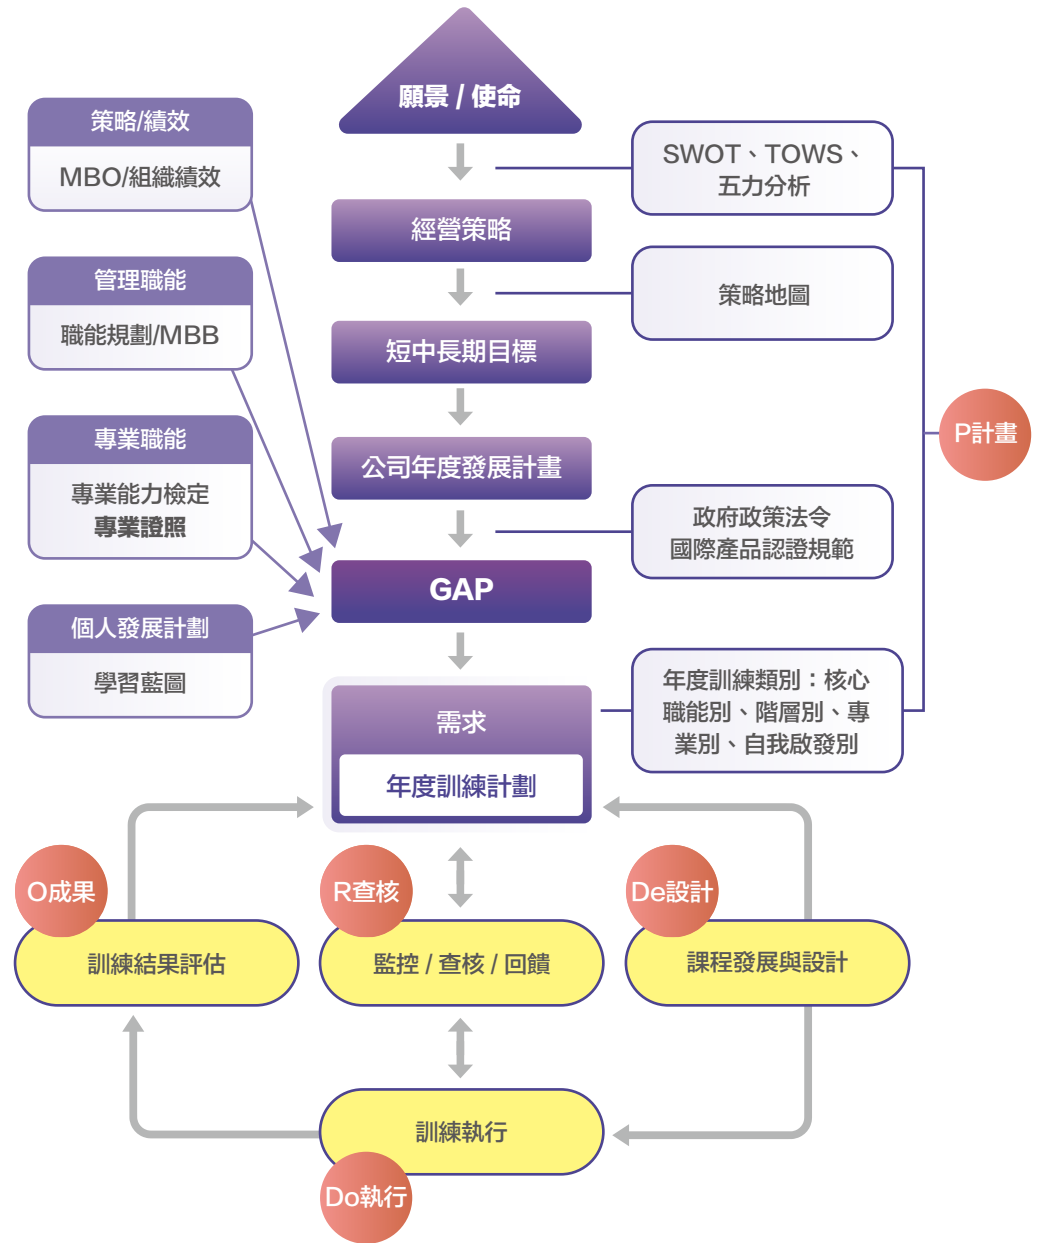 願景 / 使命
策略/績效
MBO/組織績效
SWOT、TOWS、
五力分析
經營策略
管理職能
職能規劃/MBB
策略地圖
短中長期目標
P計畫
專業職能
專業能力檢定
專業證照
公司年度發展計畫
政府政策法令
國際產品認證規範
GAP
個人發展計劃
學習藍圖
年度訓練類別：核心
職能別、階層別、專
業別、自我啟發別
需求
年度訓練計劃
O成果
訓練結果評估
R查核
監控 / 查核 / 回饋
De設計
課程發展與設計
訓練執行
Do執行